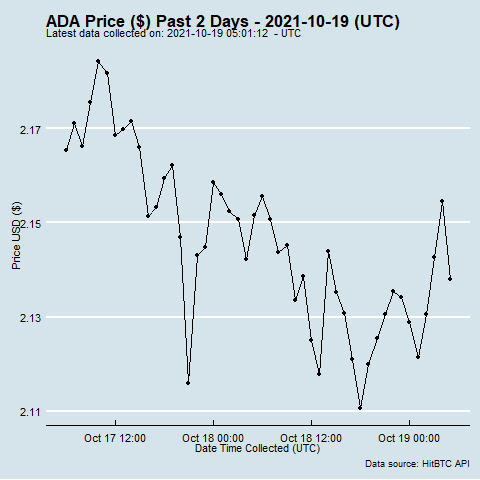 ADA Price ($) Past 2 Days - 2021-10-19 (UTC)
Latest data collected on: 2021-10-19 05:01:12 - UTC
2.17
2.15
2.13
2.11
Price USD ($)
Oct 17 12:00
Oct 18 00:00
Oct 18 12:00
Oct 19 00:00
Date Time Collected (UTC)
Data source: HitBTC API